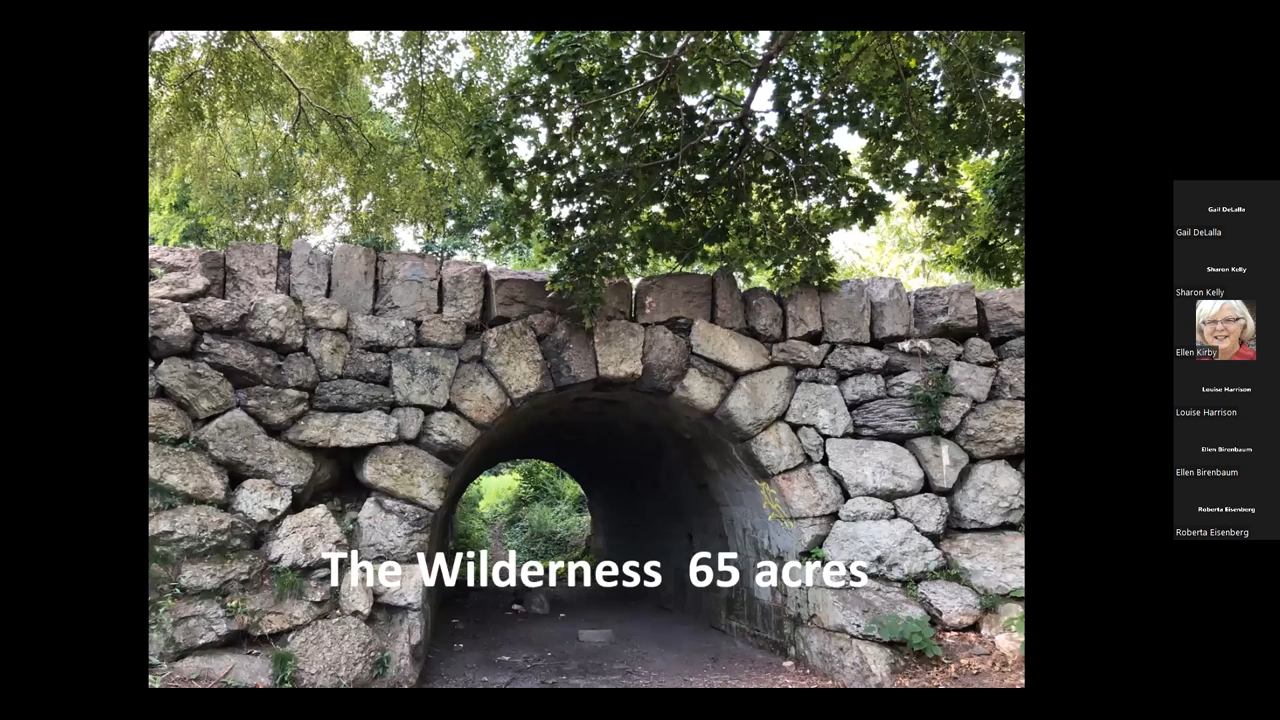 The Wilderness 65 acres
Gail DeLalla
Gail DeLalla
Sharon Kelly
Sharon Kelly
Ellen Kirby
Louise Harrison
Louise Harrison
Ellen Birenbaum
Ellen Birenbaum
Roberta Eisenberg
Roberta Eisenberg